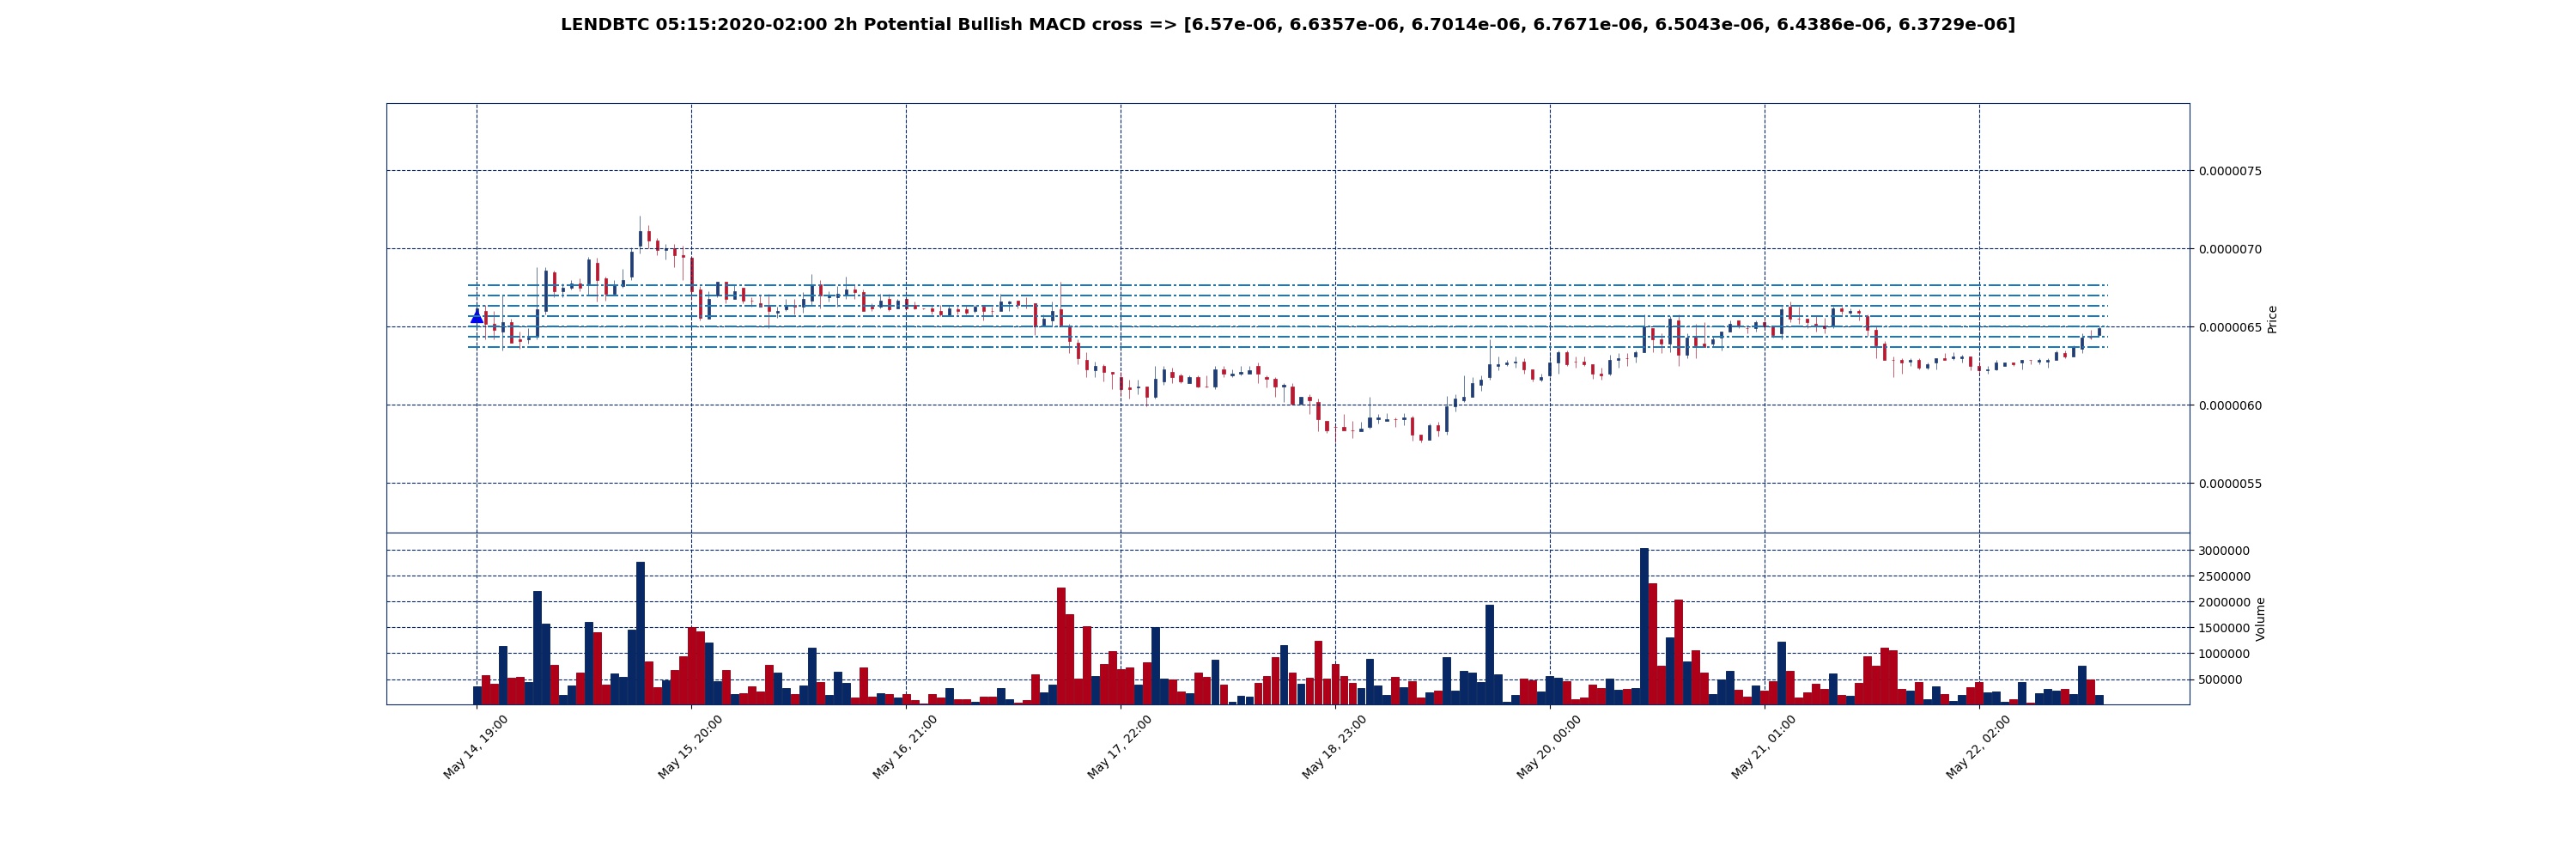 LENDBTC 05:15:2020-02:00 2h Potential Bullish MACD cross => [6.57e-06, 6.6357e-06, 6.7014e-06, 6.7671e-06, 6.5043e-06, 6.4386e-06, 6.3729e-06]
0.0000075
0.0000070
0.0000065
0.0000060
0.0000055
Price
3000000
2500000
2000000
1500000
1000000
500000
Volume
May 14, 19:00
May 15, 20:00
May 16, 21:00
May 17, 22:00
May 18, 23:00
May 20, 00:00
May 21, 01:00
May 22, 02:00